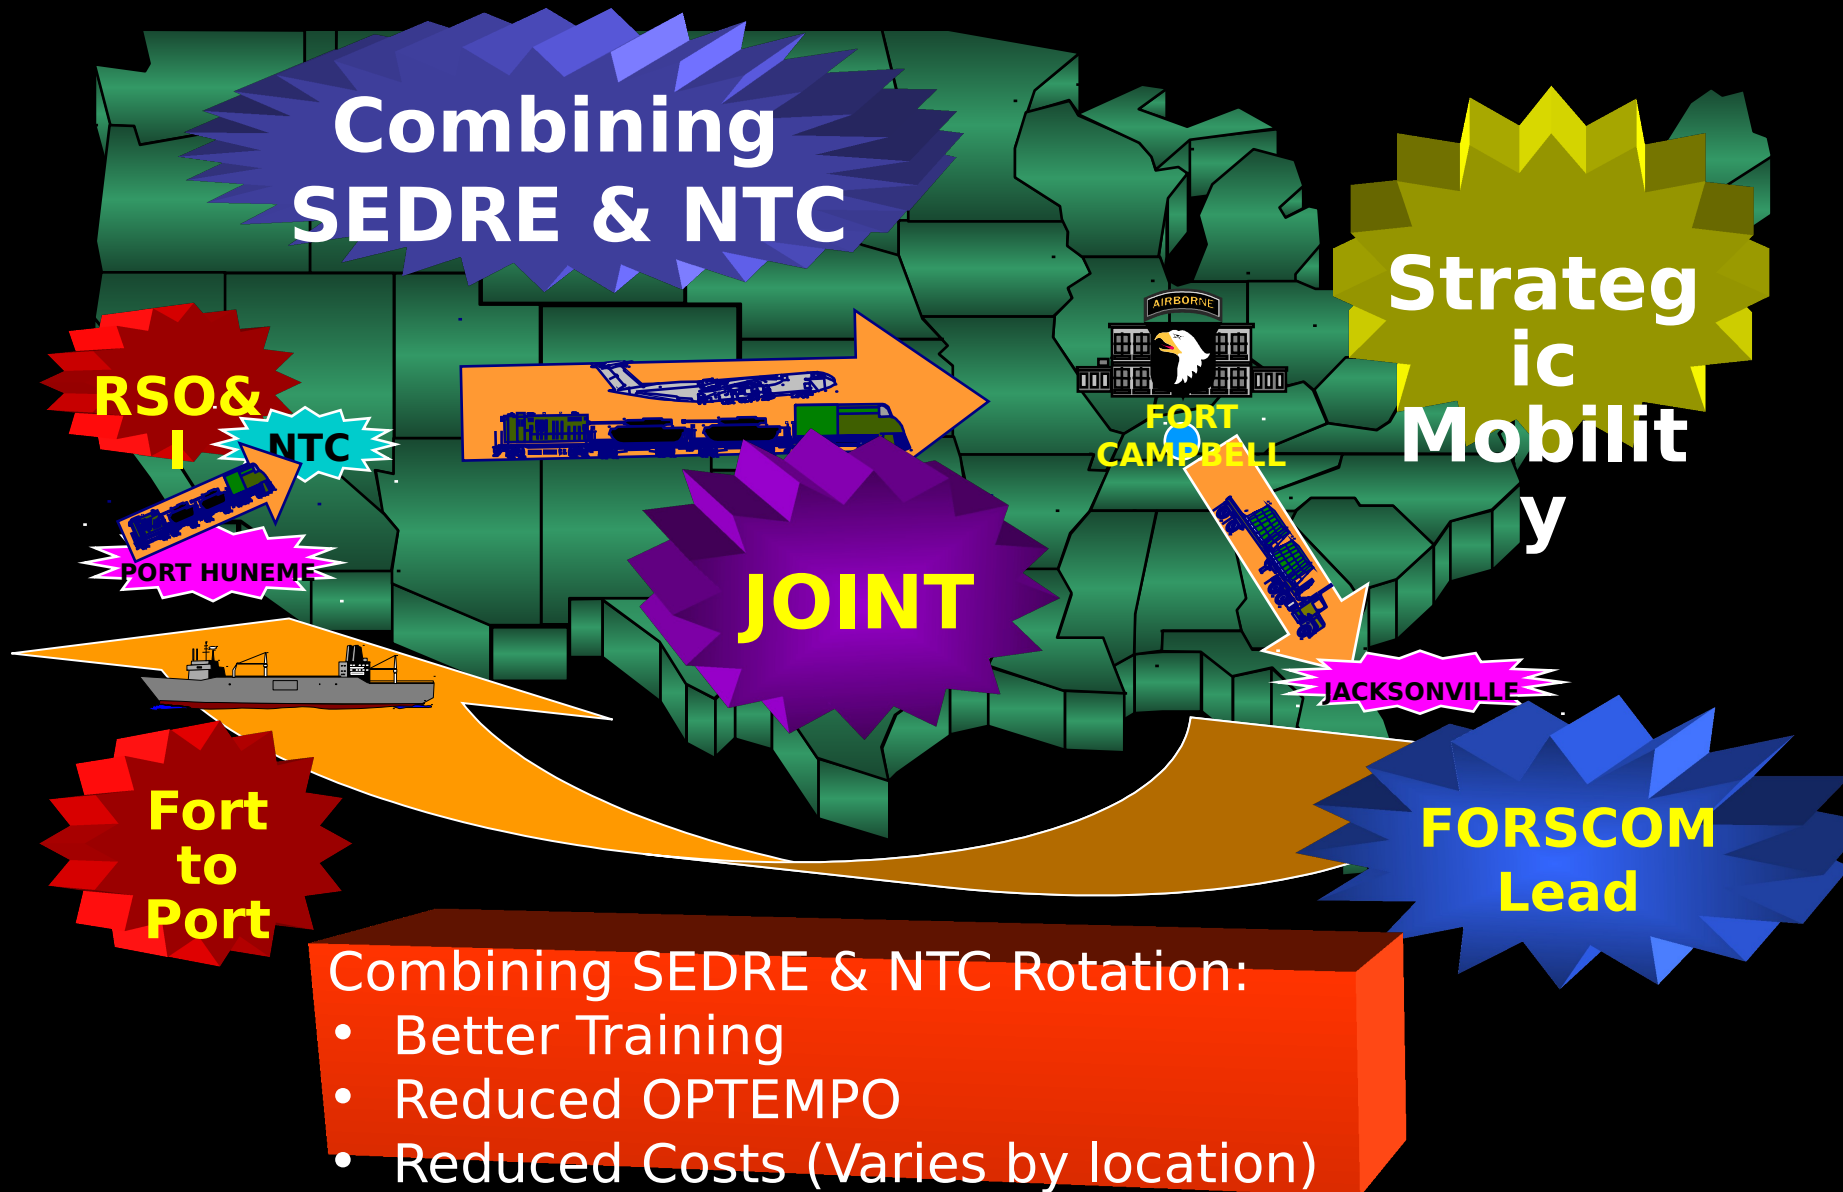 Combining
SEDRE & NTC
Strateg
ic
Mobilit
y
AIRBORNE
RSO&
I
NTC
FORT
CAMPBELL
PORT HUNEME
JOINT
JACKSONVILLE
Fort
to
Port
FORSCOM
Lead
Combining SEDRE & NTC Rotation:
• Better Training
• Reduced OPTEMPO
• Reduced Costs (Varies by location)